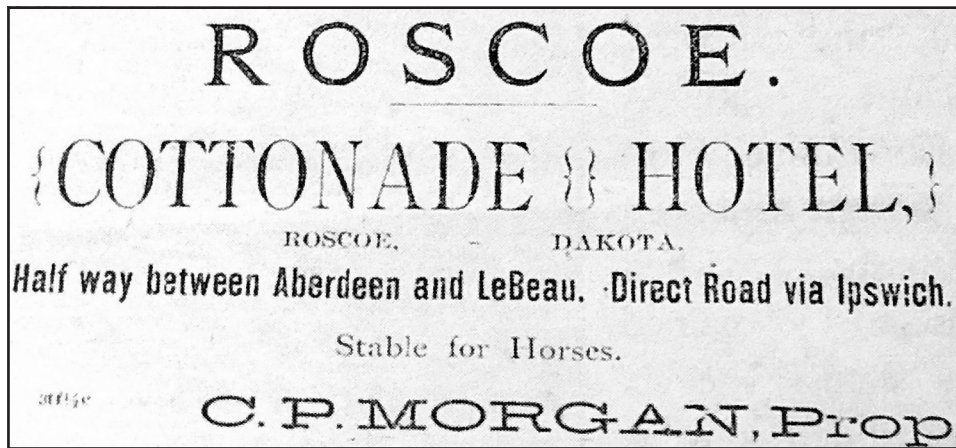 ROSCOE.
{COTTONADE }{ HOTEL,}
ROSCOE, - DAKOTA.
Half way between Aberdeen and LeBeau. Direct Road via Ipswich.
Stable for Horses.
C. P. MORGAN, Prop